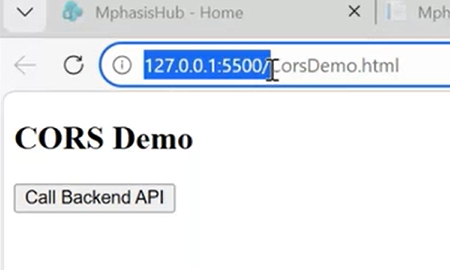 MphasisHub - Home
Mph
127.0.0.1:5500/CorsDemo.html
CORS Demo
Call Backend API